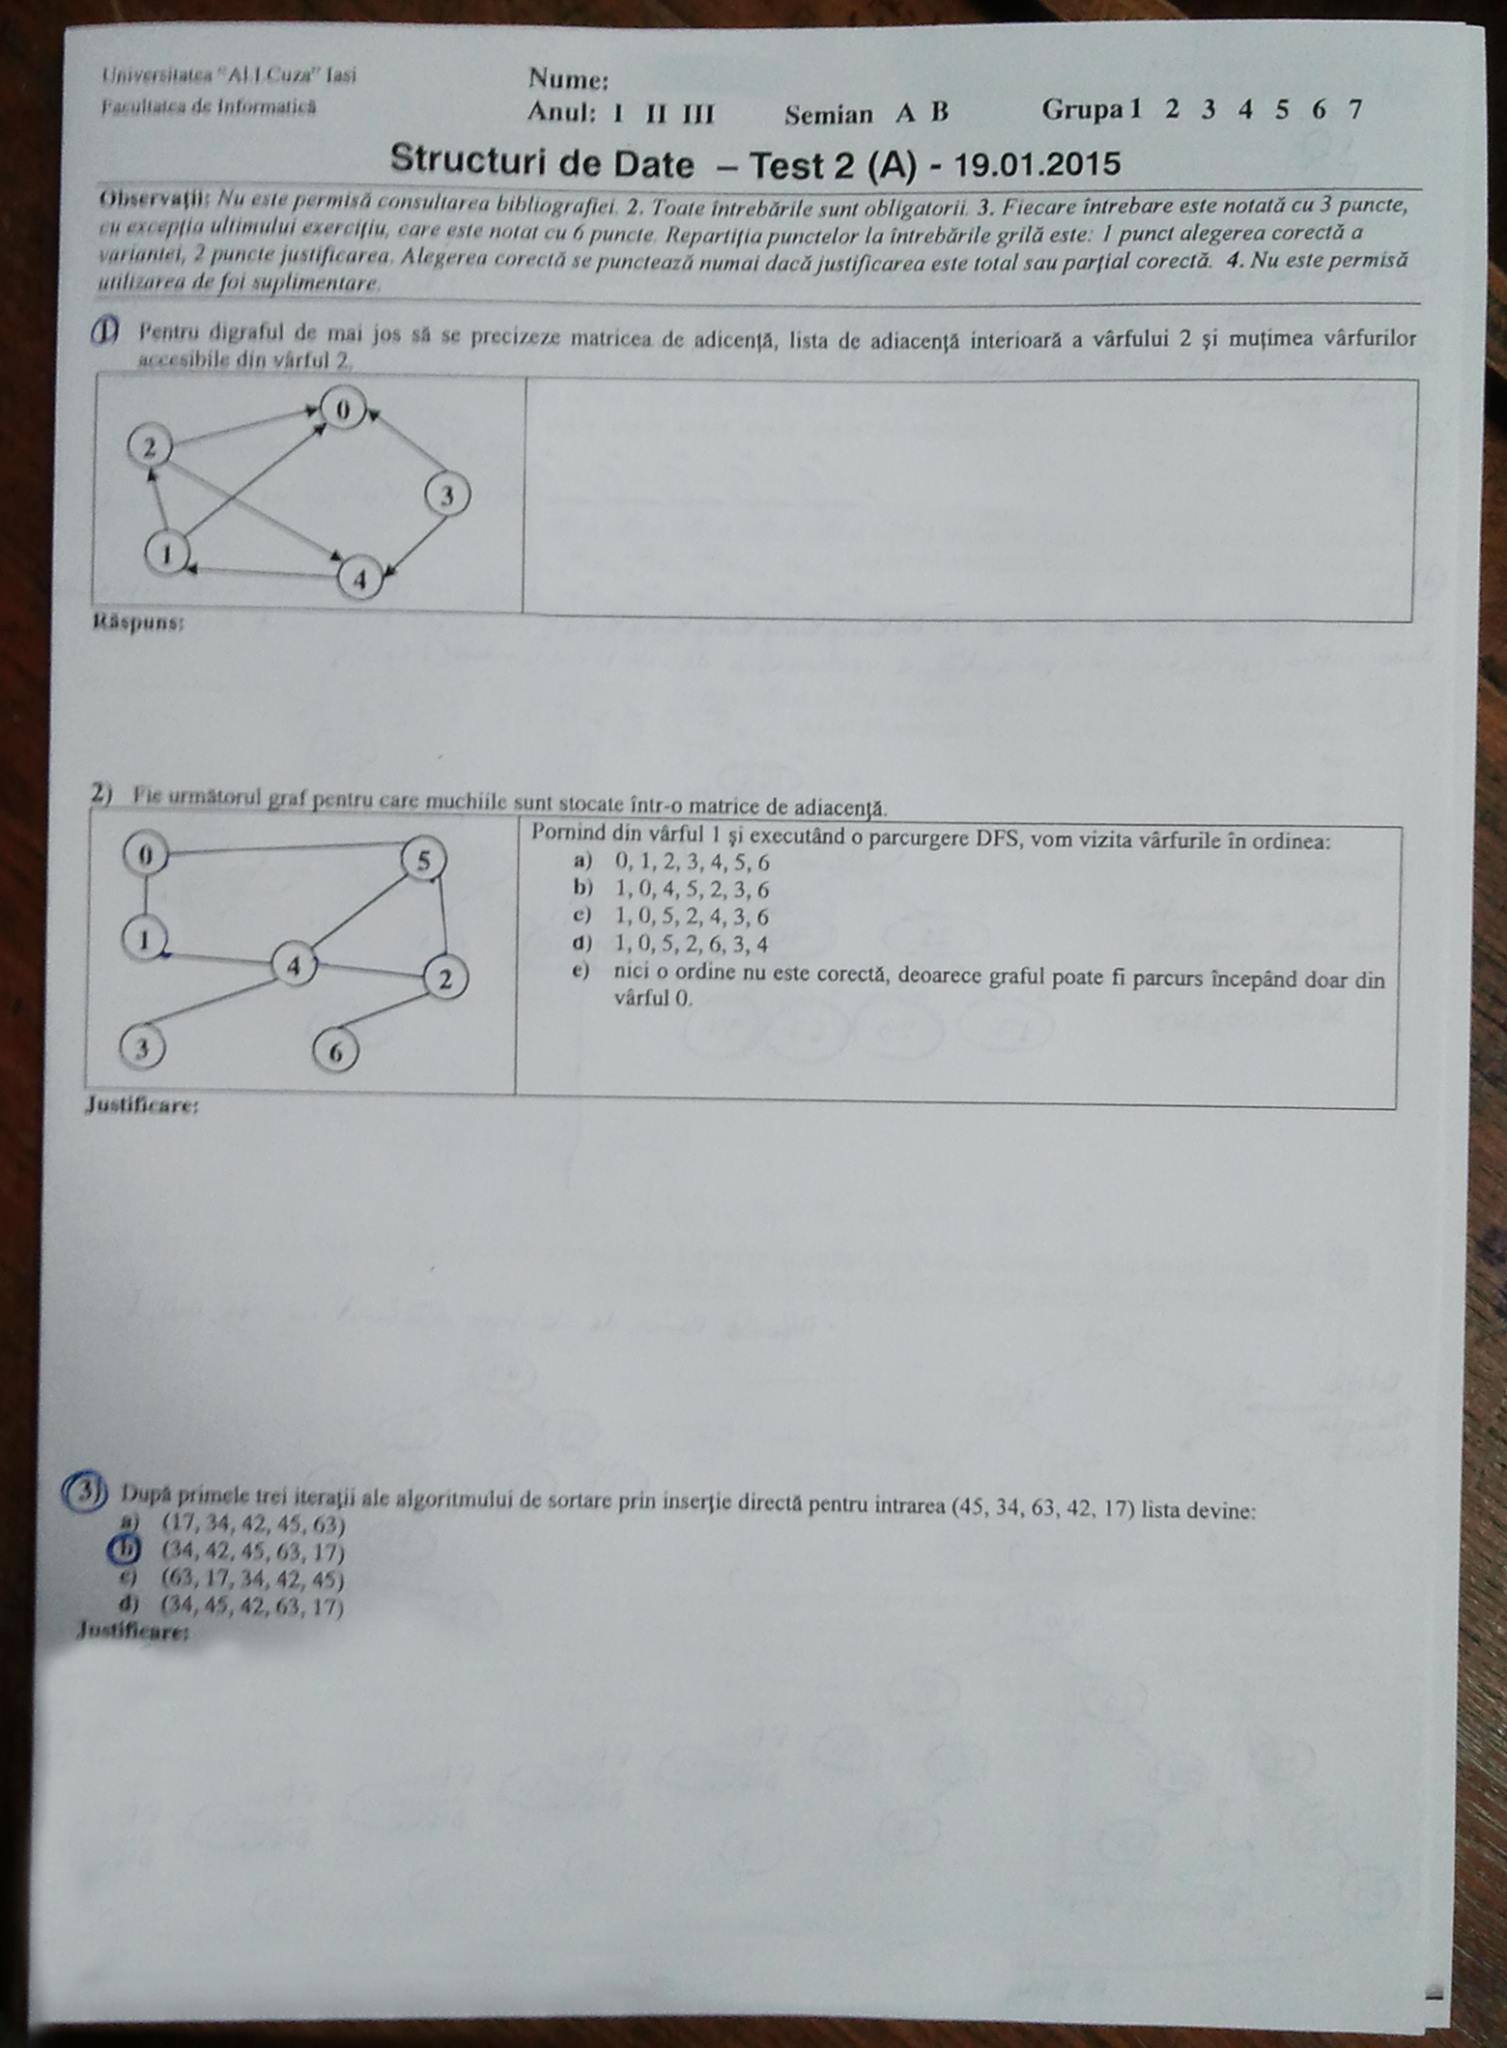 Universitatea "Al.I.Cuza" Iasi
Facultatea de Informatică
Nume:
Anul: I II III Semian A B Grupa 1 2 3 4 5 6 7
Structuri de Date – Test 2 (A) - 19.01.2015
Observaţii: Nu este permisă consultarea bibliografiei. 2. Toate întrebările sunt obligatorii. 3. Fiecare întrebare este notată cu 3 puncte,
cu excepţia ultimului exerciţiu, care este notat cu 6 puncte. Repartiţia punctelor la întrebările grilă este: 1 punct alegerea corectă a
variantei, 2 puncte justificarea. Alegerea corectă se punctează numai dacă justificarea este total sau parţial corectă. 4. Nu este permisă
utilizarea de foi suplimentare.
1) Pentru digraful de mai jos să se precizeze matricea de adicenţă, lista de adiacenţă interioară a vârfului 2 şi muţimea vârfurilor
accesibile din vârful 2.
0
2
3
1
4
Răspuns:
2) Fie următorul graf pentru care muchiile sunt stocate într-o matrice de adiacenţă.
0
5
1
4
2
3
6
Pornind din vârful 1 şi executând o parcurgere DFS, vom vizita vârfurile în ordinea:
a) 0, 1, 2, 3, 4, 5, 6
b) 1, 0, 4, 5, 2, 3, 6
c) 1, 0, 5, 2, 4, 3, 6
d) 1, 0, 5, 2, 6, 3, 4
e) nici o ordine nu este corectă, deoarece graful poate fi parcurs începând doar din
vârful 0.
Justificare:
3) După primele trei iteraţii ale algoritmului de sortare prin inserţie directă pentru intrarea (45, 34, 63, 42, 17) lista devine:
a) (17, 34, 42, 45, 63)
b) (34, 42, 45, 63, 17)
c) (63, 17, 34, 42, 45)
d) (34, 45, 42, 63, 17)
Justificare: